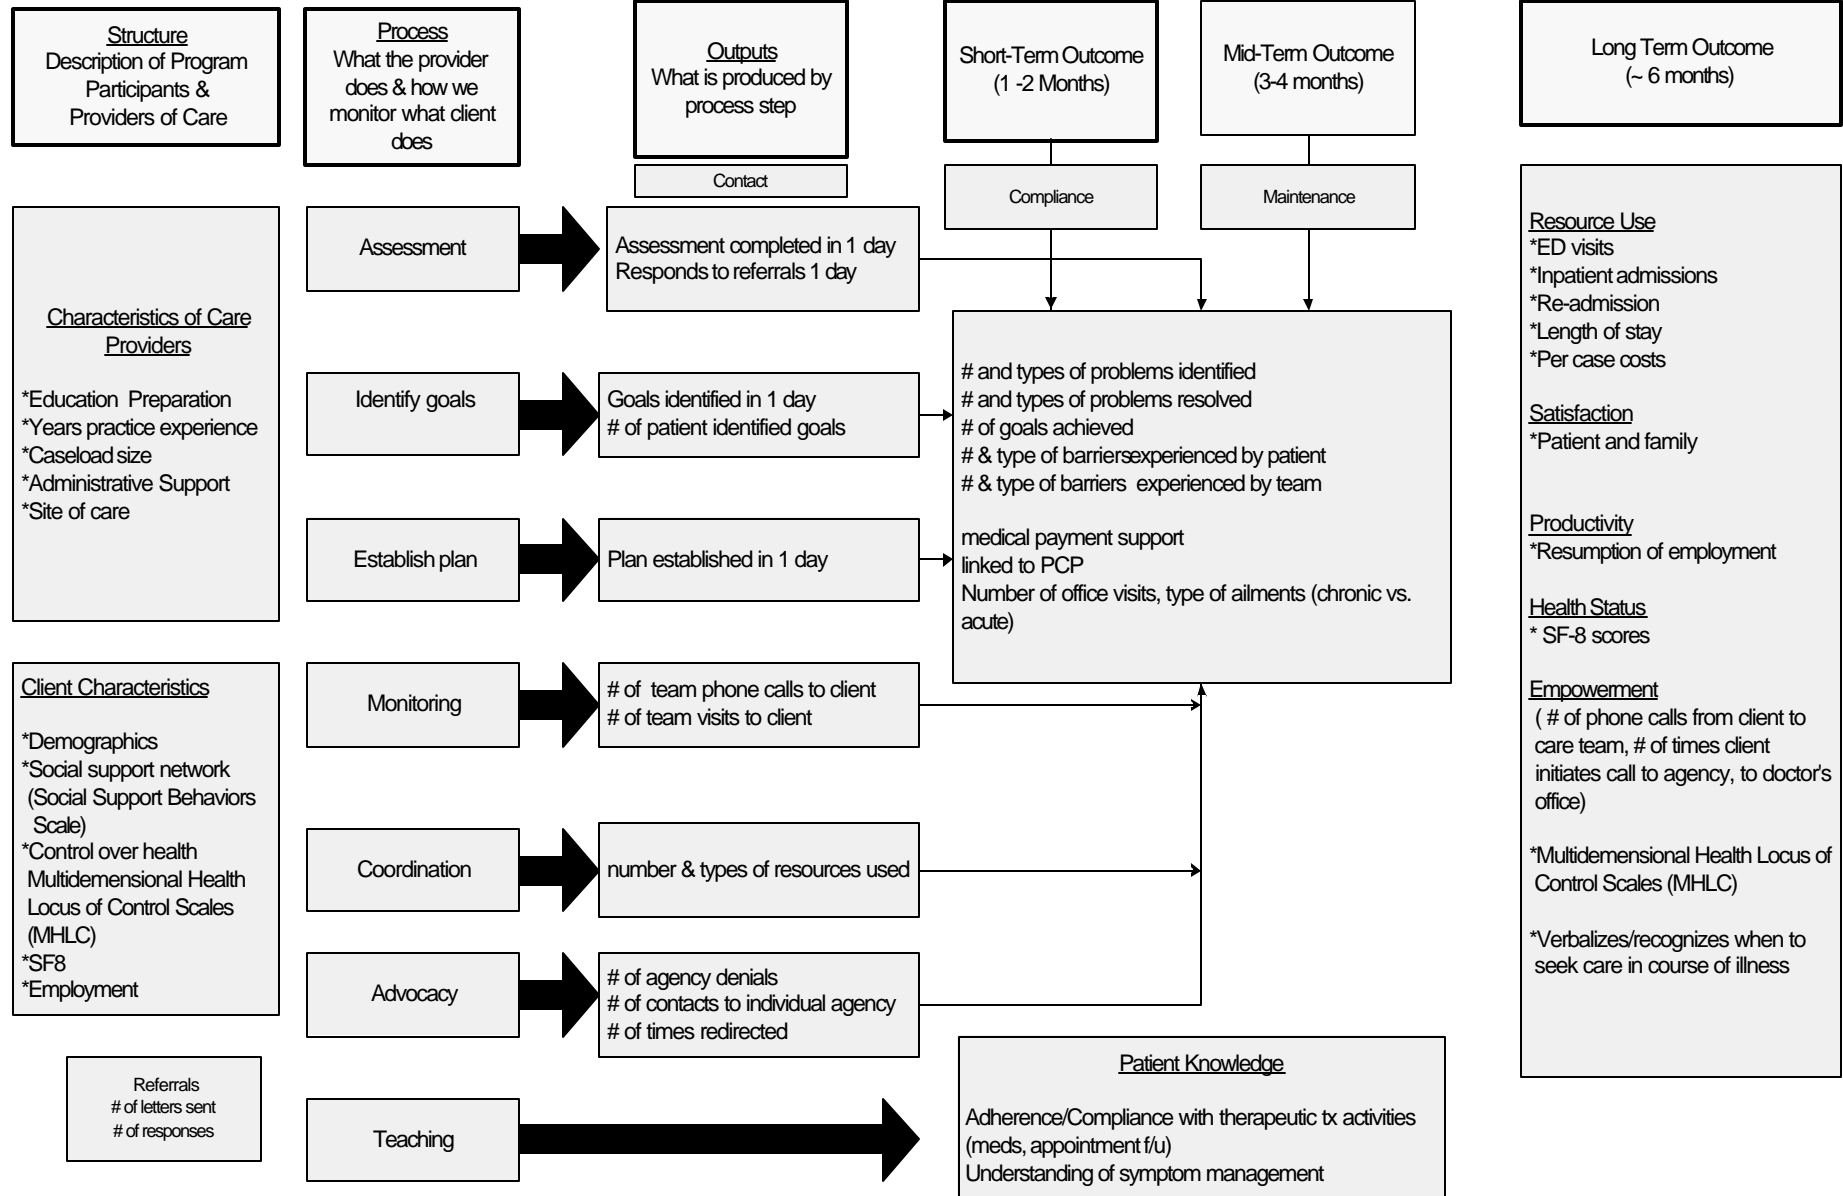 Structure
Description of Program
Participants &
Providers of Care
Process
What the provider
does & how we
monitor what client
does
Outputs
What is produced by
process step
Short-Term Outcome
(1 -2 Months)
Mid-Term Outcome
(3-4 months)
Long Term Outcome
(~ 6 months)
Contact
Compliance
Maintenance
Characteristics of Care
Providers
*Education Preparation
*Years practice experience
*Caseload size
*Administrative Support
*Site of care
Client Characteristics
*Demographics
*Social support network
(Social Support Behaviors
Scale)
*Control over health
Multidemensional Health
Locus of Control Scales
(MHLC)
*SF8
*Employment
Referrals
# of letters sent
# of responses
Assessment
Assessment completed in 1 day
Responds to referrals 1 day
Identify goals
Goals identified in 1 day
# of patient identified goals
Establish plan
Plan established in 1 day
Monitoring
# of team phone calls to client
# of team visits to client
Coordination
number & types of resources used
Advocacy
# of agency denials
# of contacts to individual agency
# of times redirected
Teaching
# and types of problems identified
# and types of problems resolved
# of goals achieved
# & type of barriersexperienced by patient
# & type of barriers experienced by team
medical payment support
linked to PCP
Number of office visits, type of ailments (chronic vs.
acute)
Patient Knowledge
Adherence/Compliance with therapeutic tx activities
(meds, appointment f/u)
Understanding of symptom management
Resource Use
*ED visits
*Inpatient admissions
*Re-admission
*Length of stay
*Per case costs
Satisfaction
*Patient and family
Productivity
*Resumption of employment
Health Status
* SF-8 scores
Empowerment
( # of phone calls from client to
care team, # of times client
initiates call to agency, to doctor's
office)
*Multidemensional Health Locus of
Control Scales (MHLC)
*Verbalizes/recognizes when to
seek care in course of illness